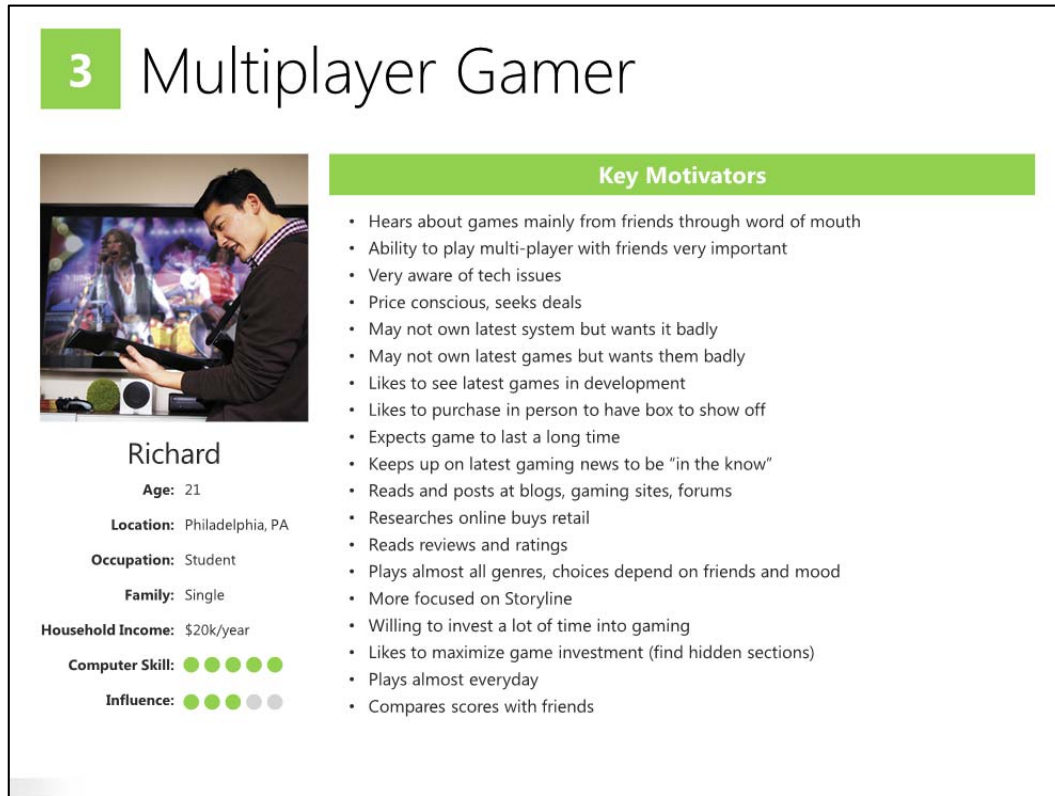 3 Multiplayer Gamer
Key Motivators
• Hears about games mainly from friends through word of mouth
• Ability to play multi-player with friends very important
• Very aware of tech issues
• Price conscious, seeks deals
• May not own latest system but wants it badly
• May not own latest games but wants them badly
• Likes to see latest games in development
• Likes to purchase in person to have box to show off
• Expects game to last a long time
• Keeps up on latest gaming news to be “in the know”
• Reads and posts at blogs, gaming sites, forums
• Researches online buys retail
• Reads reviews and ratings
• Plays almost all genres, choices depend on friends and mood
• More focused on Storyline
• Willing to invest a lot of time into gaming
• Likes to maximize game investment (find hidden sections)
• Plays almost everyday
• Compares scores with friends
Richard
Age: 21
Location: Philadelphia, PA
Occupation: Student
Family: Single
Household Income: $20k/year
Computer Skill:
Influence: